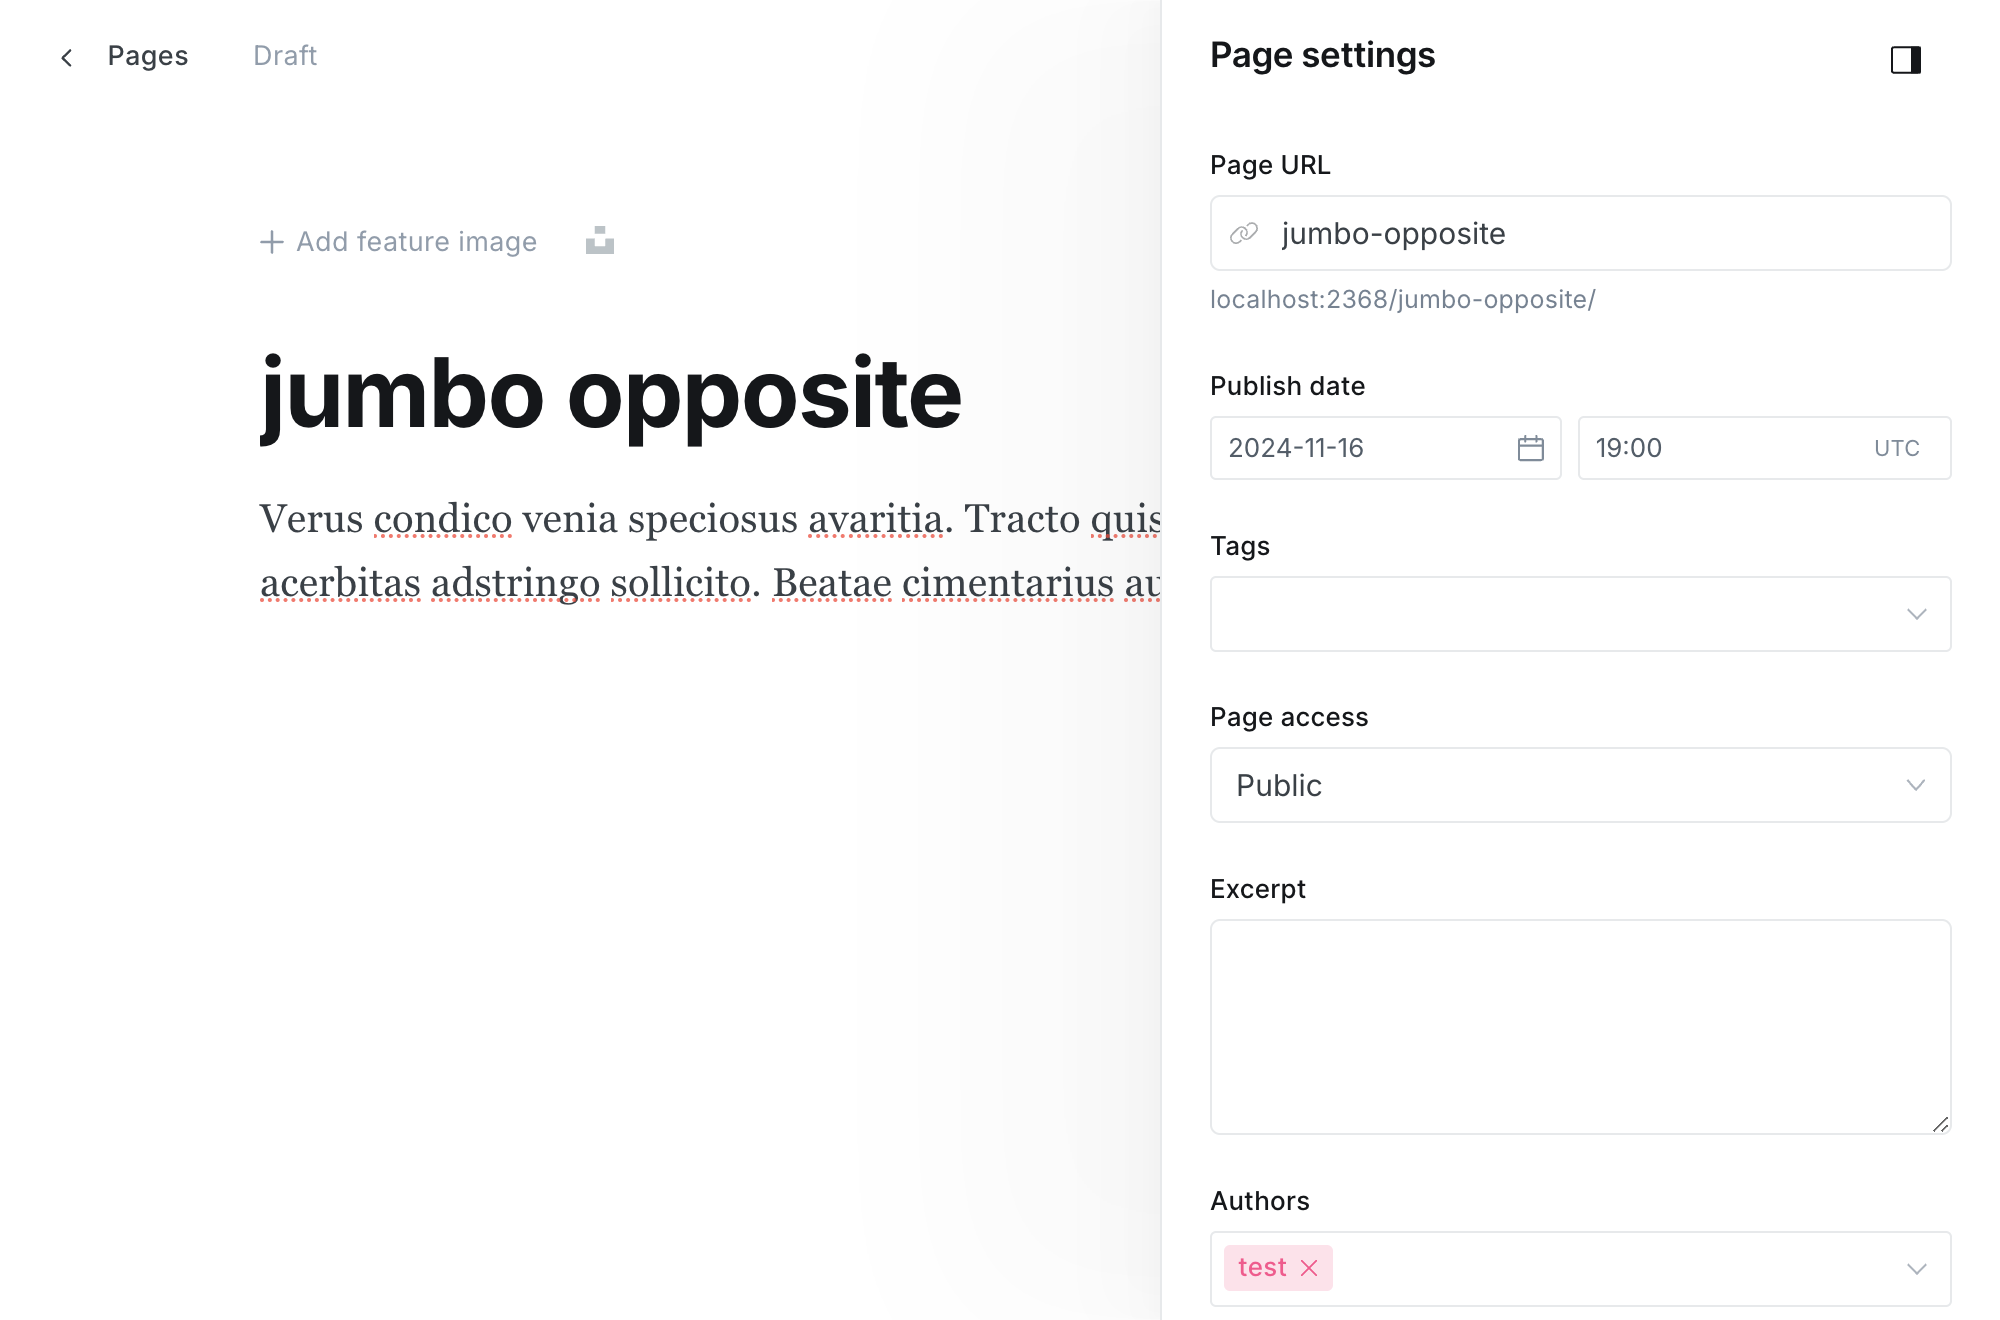 Pages Draft
Add feature image
jumbo opposite
Verus condico venia speciosus avaritia. Tracto quis
acerbitas adstringo sollicito. Beatae cimentarius au
Page settings
Page URL
jumbo-opposite
localhost:2368/jumbo-opposite/
Publish date
2024-11-16 19:00 UTC
Tags
Page access
Public
Excerpt
Authors
test